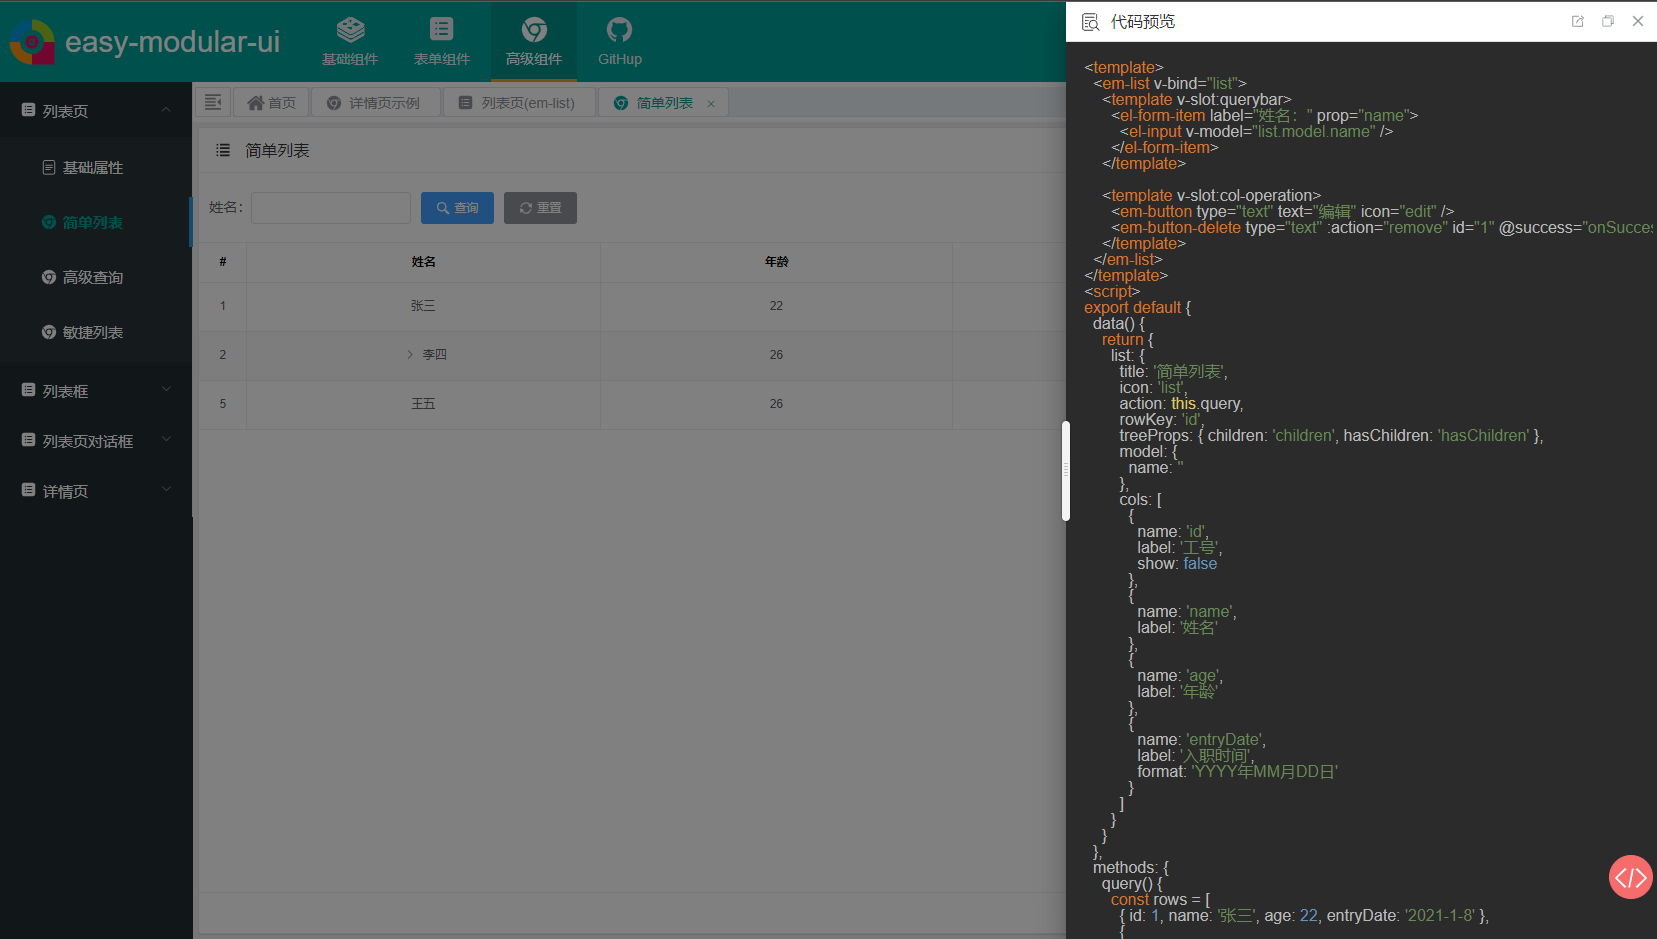 easy-modular-ui
基础组件
表单组件
高级组件
GitHup
列表页
基础属性
简单列表
高级查询
敏捷列表
列表框
列表页对话框
详情页
首页
详情页示例
列表页(em-list)
简单列表
简单列表
姓名:
查询
重置
# 姓名 年龄
1 张三 22
2 李四 26
5 王五 26
代码预览
<template>
<em-list v-bind="list">
<template v-slot:querybar>
<el-form-item label="姓名：" prop="name">
<el-input v-model="list.model.name" />
</el-form-item>
</template>
<template v-slot:col-operation>
<em-button type="text" text="编辑" icon="edit" />
<em-button-delete type="text" :action="remove" id="1" @success="onSucces
</template>
</em-list>
</template>
<script>
export default {
data() {
return {
list: {
title: '简单列表',
icon: 'list',
action: this.query,
rowKey: 'id',
treeProps: { children: 'children', hasChildren: 'hasChildren' },
model: {
name: ''
},
cols: [
{
name: 'id',
label: '工号',
show: false
},
{
name: 'name',
label: '姓名'
},
{
name: 'age',
label: '年龄'
},
{
name: 'entryDate',
label: '入职时间',
format: 'YYYY年MM月DD日'
}
]
}
}
},
methods: {
query() {
const rows = [
{ id: 1, name: '张三', age: 22, entryDate: '2021-1-8' },
{